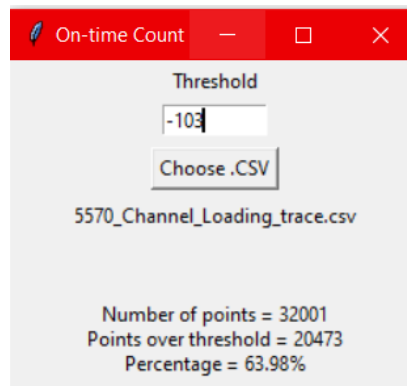 On-time Count
Threshold
-103
Choose .CSV
5570_Channel_Loading_trace.csv
Number of points = 32001
Points over threshold = 20473
Percentage = 63.98%